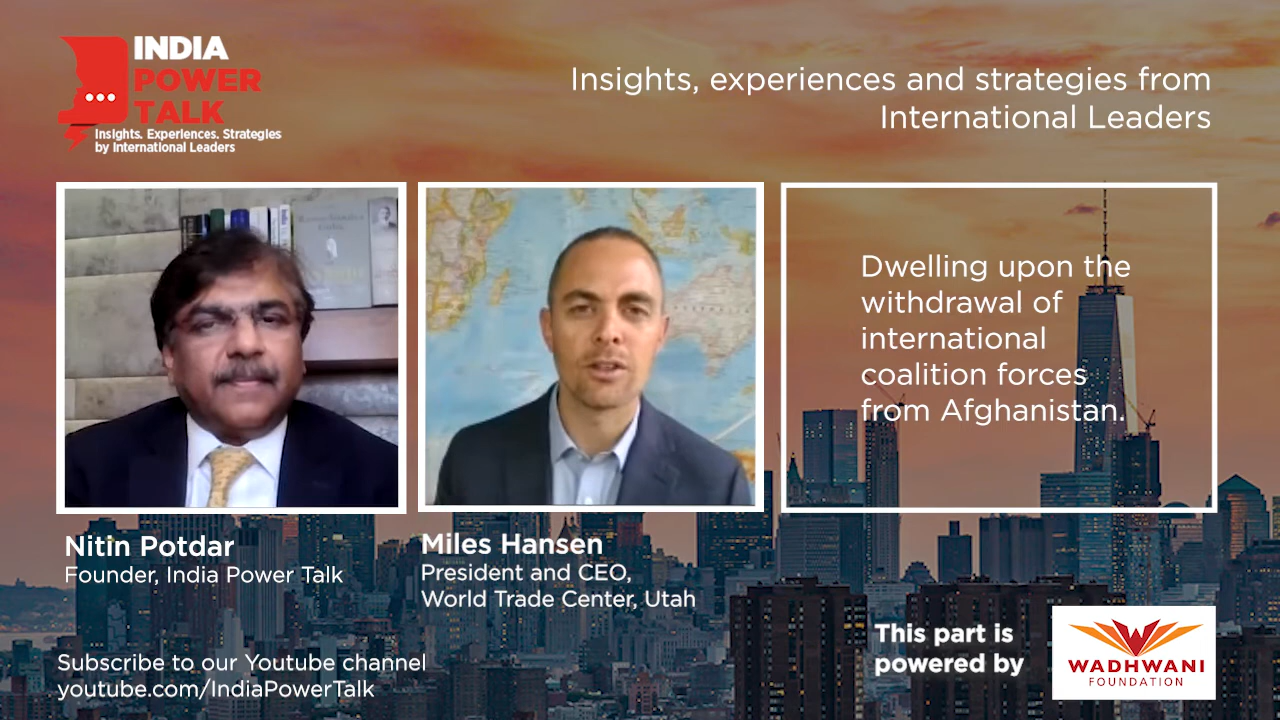 INDIA
POWER
TALK
Insights. Experiences. Strategies
by International Leaders
Insights, experiences and strategies from
International Leaders
Dwelling upon the
withdrawal of
international
coalition forces
from Afghanistan.
Nitin Potdar
Founder, India Power Talk
Miles Hansen
President and CEO,
World Trade Center, Utah
Subscribe to our Youtube channel
youtube.com/IndiaPowerTalk
This part is
powered by
WADHWANI
FOUNDATION